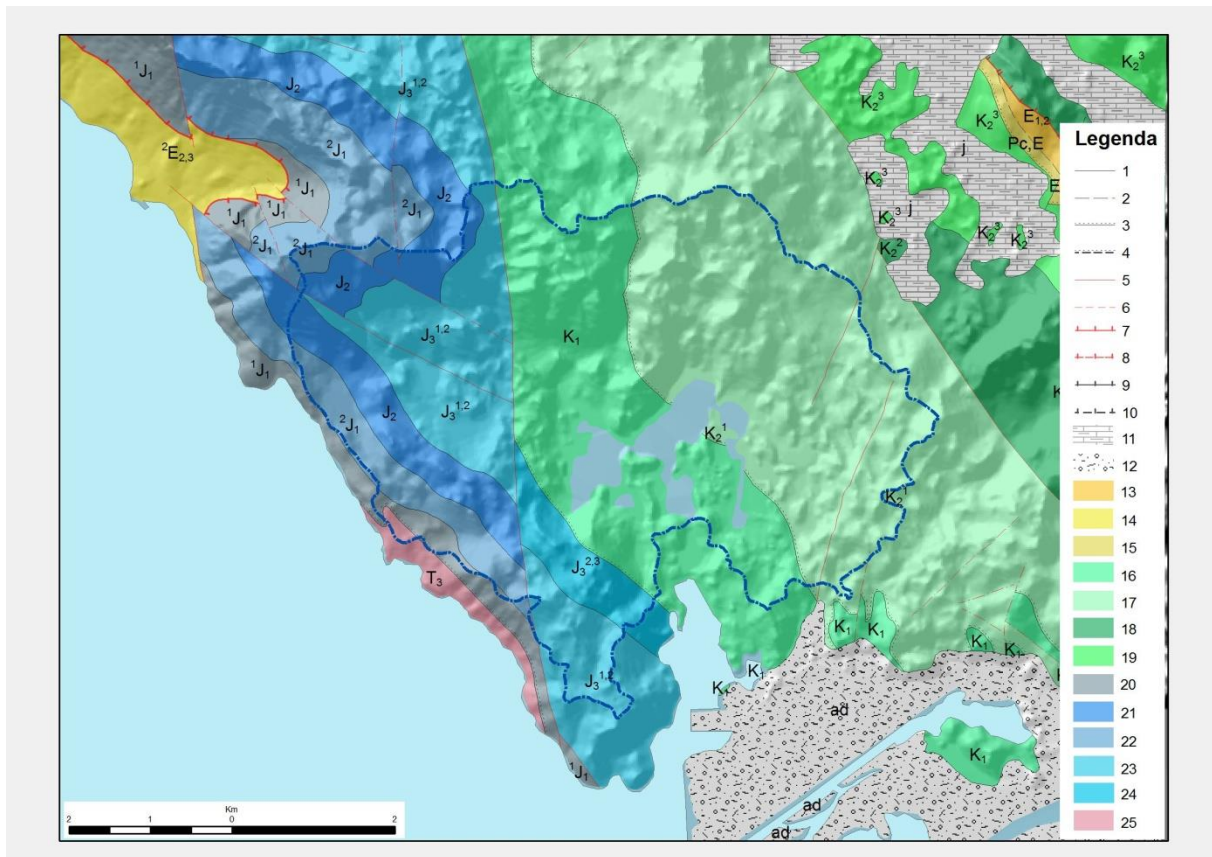 ¹J₁
J₂
J₃¹,²
K₂³
K₂³
E₁,₂
K₂³
Pc,E
E
j
²E₂,₃
²J₁
¹J₁
J₂
²J₁
¹J₁
¹J₁
²J₁
²J₁
J₂
K₂³
j
K₂³
K₂²
K₂³
K₂³
J₃¹,²
K₁
¹J₁
J₃¹,²
²J₁
J₂
K₂¹
K₂¹
K
T₃
J₃²,³
J₃¹,²
¹J₁
K₁
K₁
K₁
K₁
K₁
K₁
K₁
ad
ad
ad
Legenda
1
2
3
4
5
6
7
8
9
10
11
12
13
14
15
16
17
18
19
20
21
22
23
24
25
Km
2 1 0 2